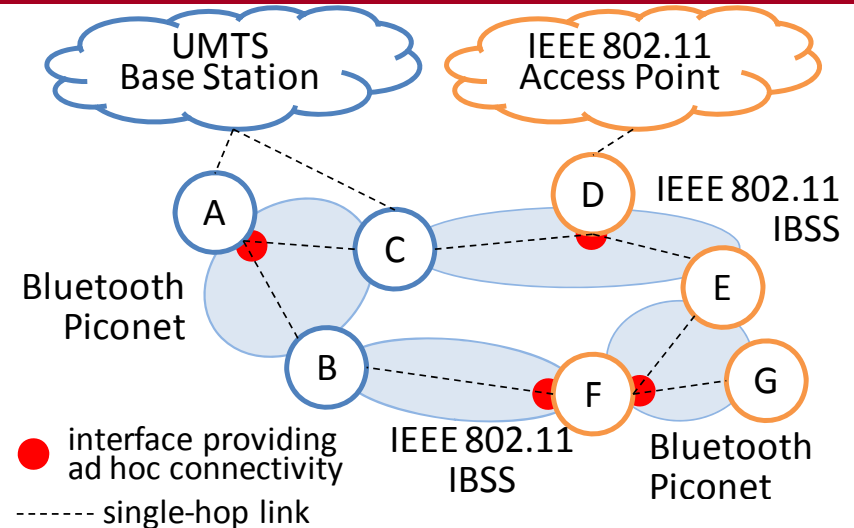 UMTS
Base Station
IEEE 802.11
Access Point
A
C
D
IEEE 802.11
IBSS
Bluetooth
Piconet
E
B
F
G
interface providing
ad hoc connectivity
IEEE 802.11
IBSS
Bluetooth
Piconet
single-hop link